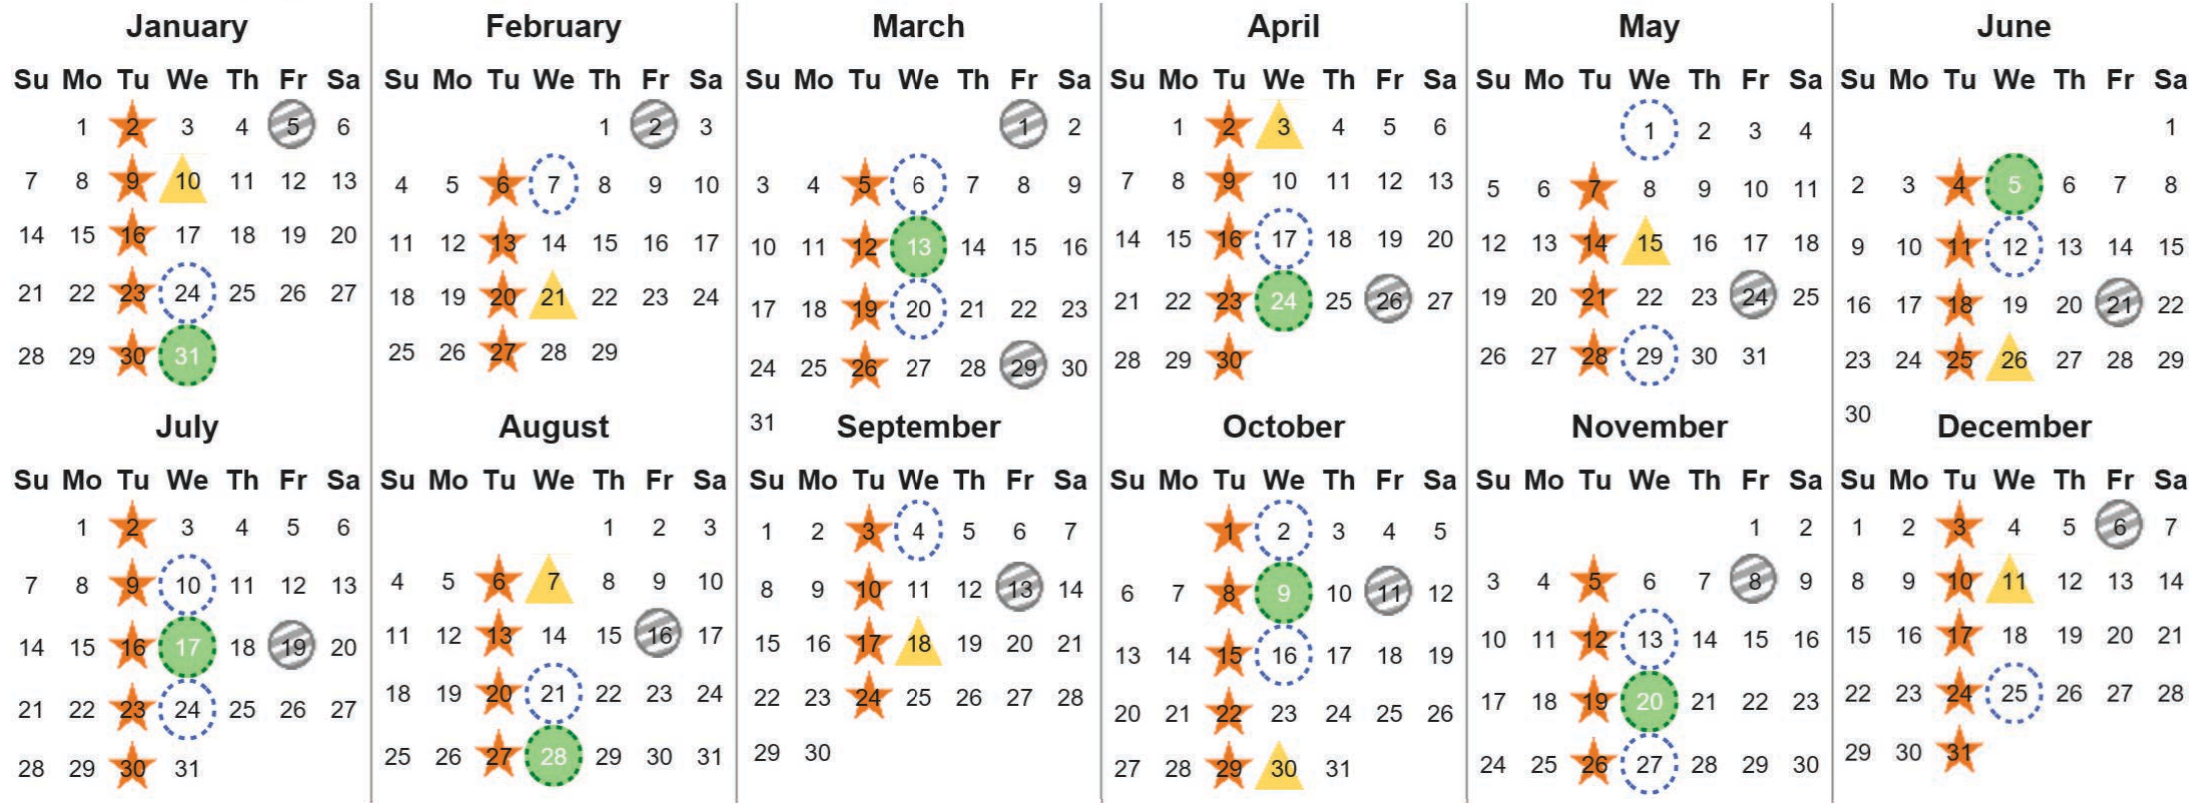 January
Su Mo Tu We Th Fr Sa
1 2 3 4 5 6
7 8 9 10 11 12 13
14 15 16 17 18 19 20
21 22 23 24 25 26 27
28 29 30 31
February
Su Mo Tu We Th Fr Sa
1 2 3
4 5 6 7 8 9 10
11 12 13 14 15 16 17
18 19 20 21 22 23 24
25 26 27 28 29
March
Su Mo Tu We Th Fr Sa
1 2
3 4 5 6 7 8 9
10 11 12 13 14 15 16
17 18 19 20 21 22 23
24 25 26 27 28 29 30
31
April
Su Mo Tu We Th Fr Sa
1 2 3 4 5 6
7 8 9 10 11 12 13
14 15 16 17 18 19 20
21 22 23 24 25 26 27
28 29 30
May
Su Mo Tu We Th Fr Sa
1 2 3 4
5 6 7 8 9 10 11
12 13 14 15 16 17 18
19 20 21 22 23 24 25
26 27 28 29 30 31
June
Su Mo Tu We Th Fr Sa
1
2 3 4 5 6 7 8
9 10 11 12 13 14 15
16 17 18 19 20 21 22
23 24 25 26 27 28 29
30
July
Su Mo Tu We Th Fr Sa
1 2 3 4 5 6
7 8 9 10 11 12 13
14 15 16 17 18 19 20
21 22 23 24 25 26 27
28 29 30 31
August
Su Mo Tu We Th Fr Sa
1 2 3
4 5 6 7 8 9 10
11 12 13 14 15 16 17
18 19 20 21 22 23 24
25 26 27 28 29 30 31
September
Su Mo Tu We Th Fr Sa
1 2 3 4 5 6 7
8 9 10 11 12 13 14
15 16 17 18 19 20 21
22 23 24 25 26 27 28
29 30
October
Su Mo Tu We Th Fr Sa
1 2 3 4 5
6 7 8 9 10 11 12
13 14 15 16 17 18 19
20 21 22 23 24 25 26
27 28 29 30 31
November
Su Mo Tu We Th Fr Sa
1 2
3 4 5 6 7 8 9
10 11 12 13 14 15 16
17 18 19 20 21 22 23
24 25 26 27 28 29 30
December
Su Mo Tu We Th Fr Sa
1 2 3 4 5 6 7
8 9 10 11 12 13 14
15 16 17 18 19 20 21
22 23 24 25 26 27 28
29 30 31